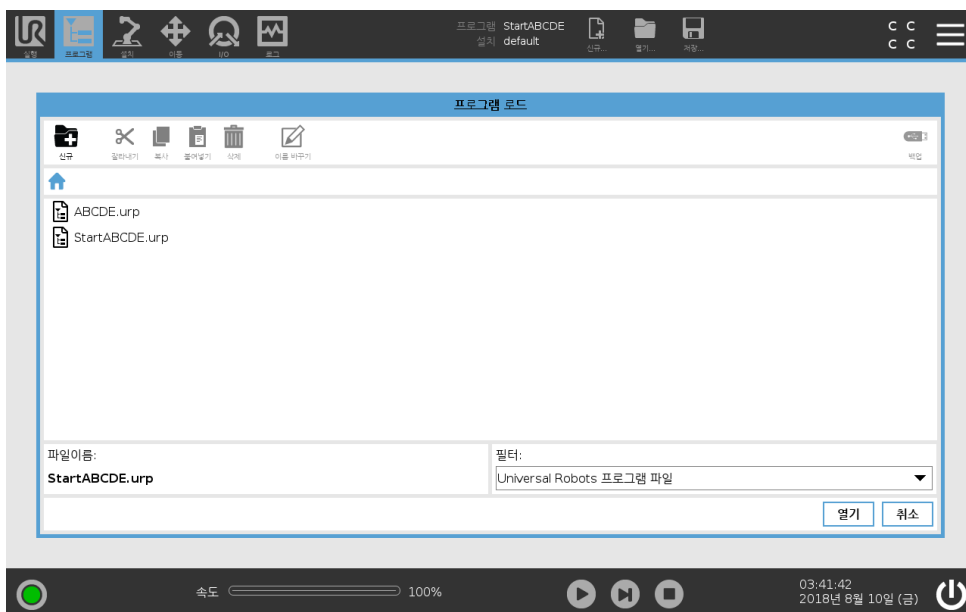 UR
실행 프로그램 설치 이동 I/O 로그
프로그램 StartABCDE
설치 default
신규... 열기... 저장...
C C
C C
프로그램 로드
신규 잘라내기 복사 붙여넣기 삭제 이름 바꾸기 백업
ABCDE.urp
StartABCDE.urp
파일이름:
StartABCDE.urp
필터:
Universal Robots 프로그램 파일
열기 취소
속도 100%
03:41:42
2018년 8월 10일 (금)